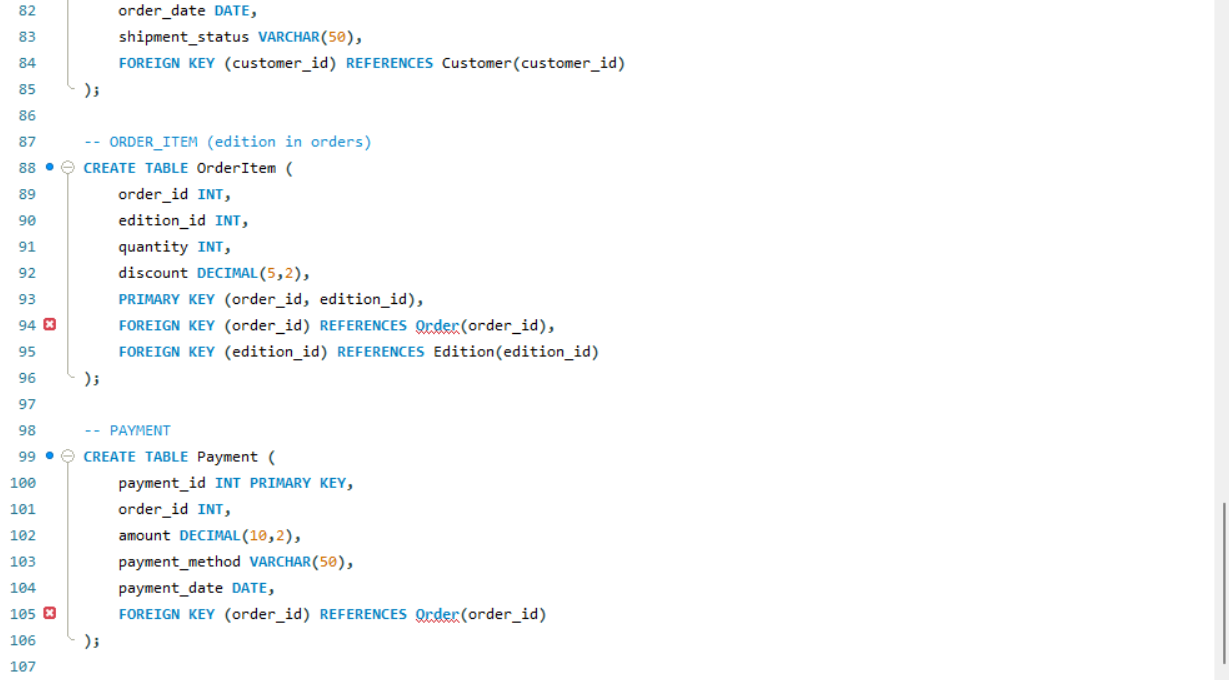 82 order_date DATE,
83 shipment_status VARCHAR(50),
84 FOREIGN KEY (customer_id) REFERENCES Customer(customer_id)
85 );
86
87 -- ORDER_ITEM (edition in orders)
88 CREATE TABLE OrderItem (
89 order_id INT,
90 edition_id INT,
91 quantity INT,
92 discount DECIMAL(5,2),
93 PRIMARY KEY (order_id, edition_id),
94 FOREIGN KEY (order_id) REFERENCES Order(order_id),
95 FOREIGN KEY (edition_id) REFERENCES Edition(edition_id)
96 );
97
98 -- PAYMENT
99 CREATE TABLE Payment (
100 payment_id INT PRIMARY KEY,
101 order_id INT,
102 amount DECIMAL(10,2),
103 payment_method VARCHAR(50),
104 payment_date DATE,
105 FOREIGN KEY (order_id) REFERENCES Order(order_id)
106 );
107